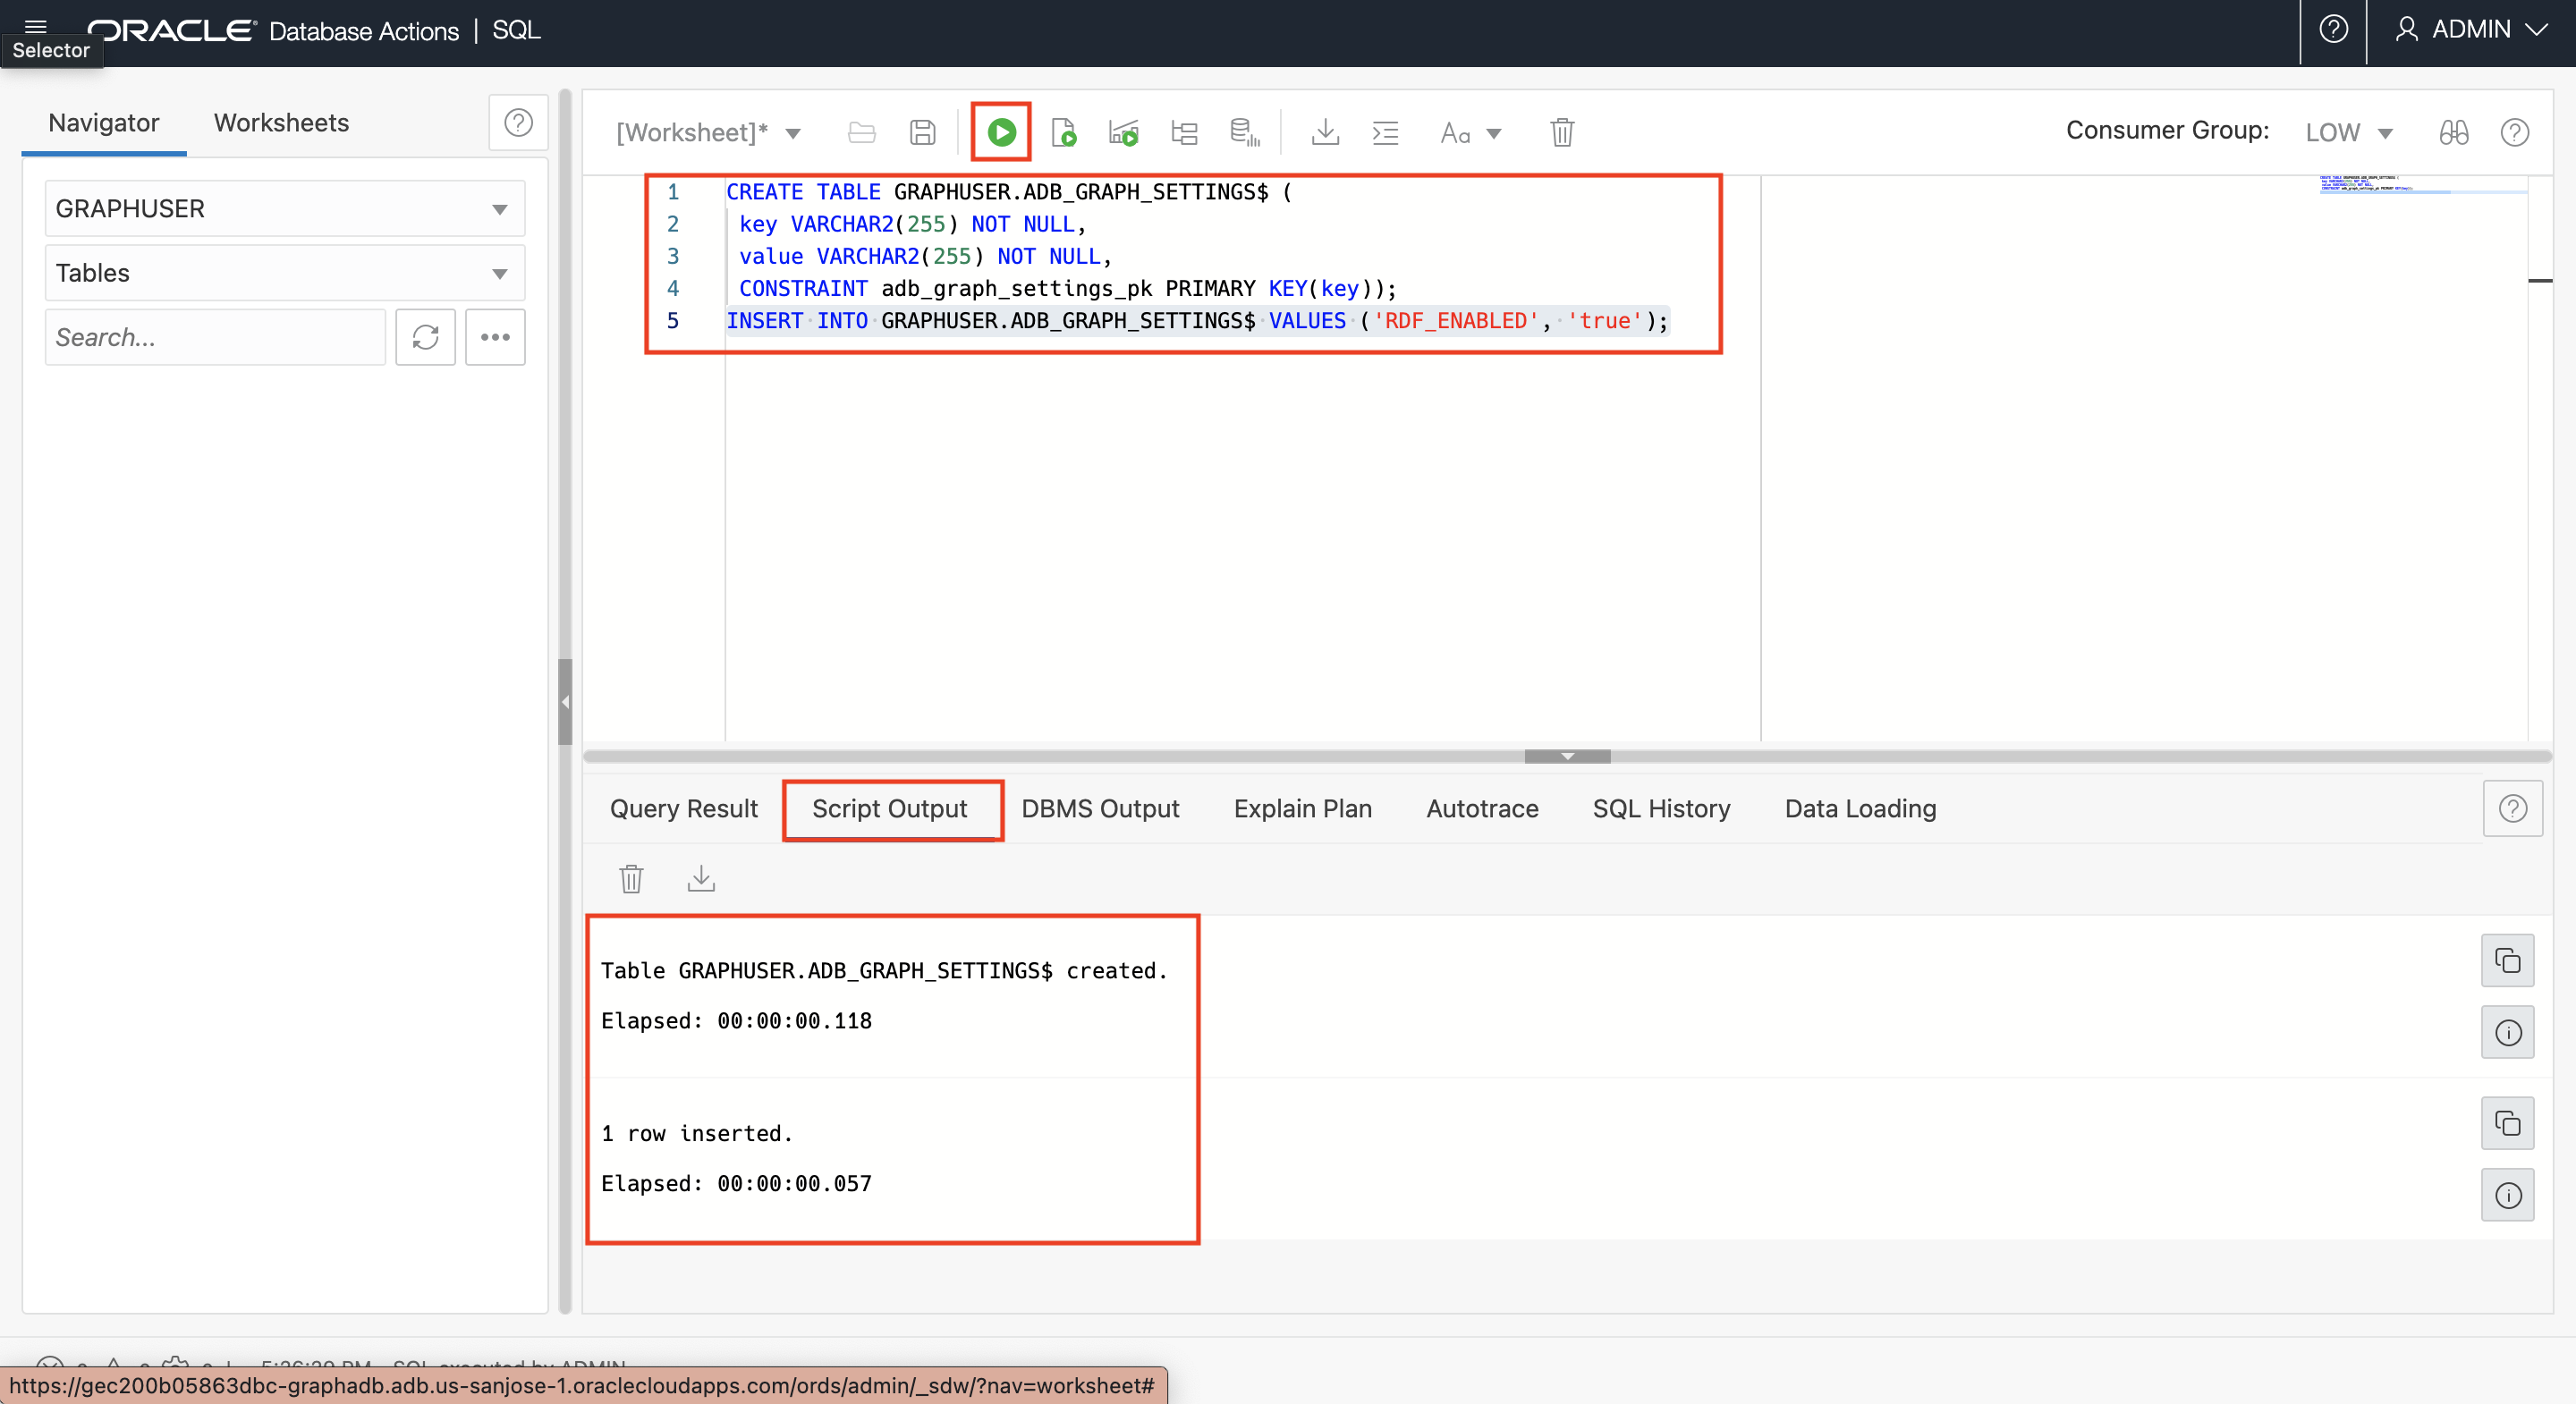 ORACLE Database Actions | SQL
ADMIN
Selector
Navigator
Worksheets
GRAPHUSER
Tables
Search...
[Worksheet]*
Aa
Consumer Group:
LOW
1 CREATE TABLE GRAPHUSER.ADB_GRAPH_SETTINGS$ (
2 key VARCHAR2(255) NOT NULL,
3 value VARCHAR2(255) NOT NULL,
4 CONSTRAINT adb_graph_settings_pk PRIMARY KEY(key));
5 INSERT INTO GRAPHUSER.ADB_GRAPH_SETTINGS$ VALUES ('RDF_ENABLED', 'true');
Query Result
Script Output
DBMS Output
Explain Plan
Autotrace
SQL History
Data Loading
Table GRAPHUSER.ADB_GRAPH_SETTINGS$ created.
Elapsed: 00:00:00.118
1 row inserted.
Elapsed: 00:00:00.057
SQL executed by ADMIN
https://gec200b05863dbc-graphadb.adb.us-sanjose-1.oraclecloudapps.com/ords/admin/_sdw/?nav=worksheet#